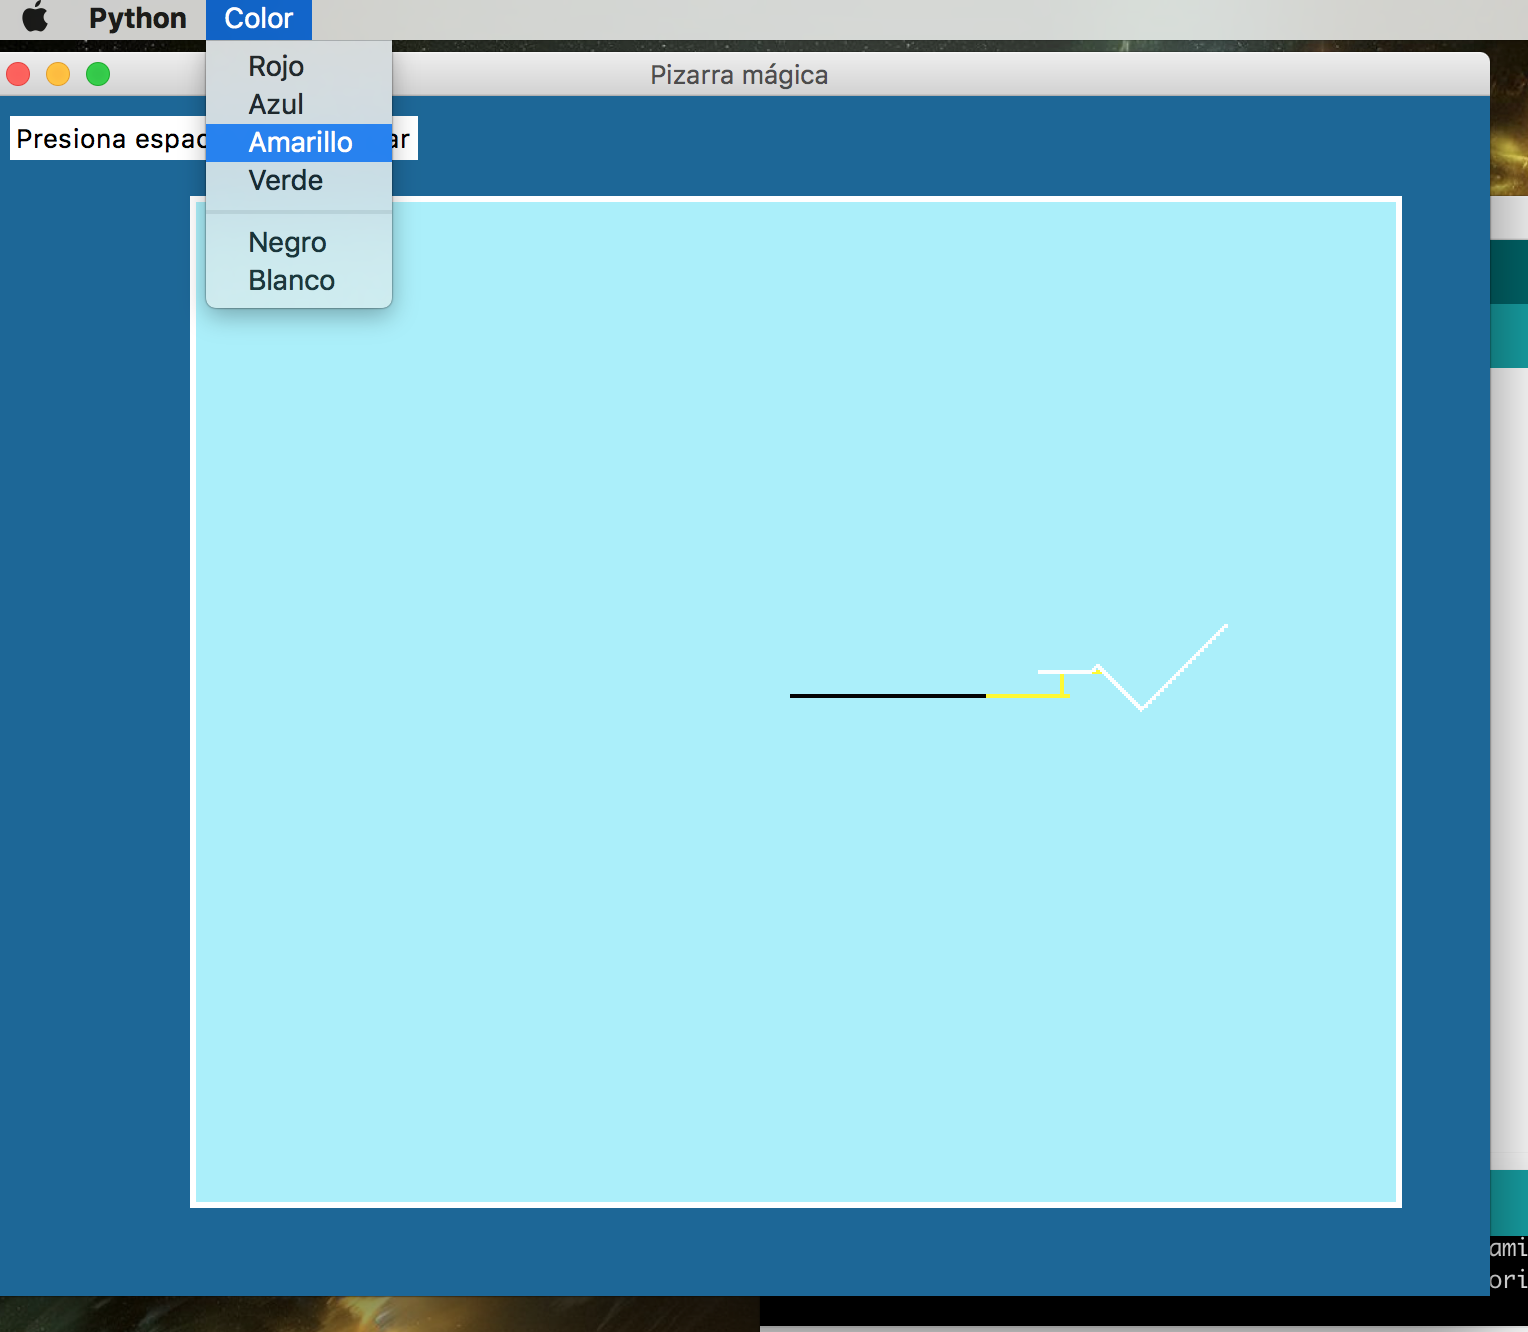 Python Color
Pizarra mágica
Rojo
Azul
Presiona espac ar
Amarillo
Verde
Negro
Blanco
ami
ori